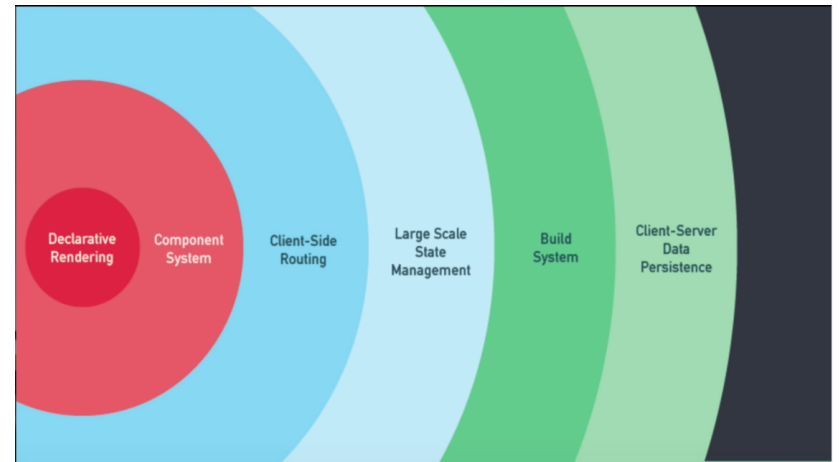 Declarative
Rendering
Component
System
Client-Side
Routing
Large Scale
State
Management
Build
System
Client-Server
Data
Persistence